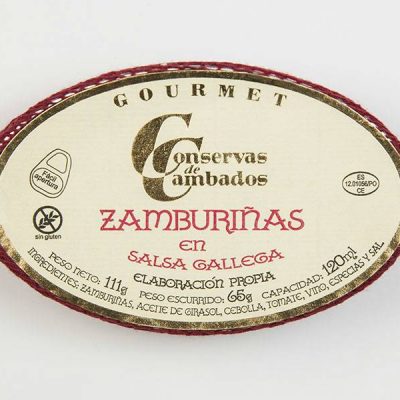 GOURMET
Conservas
de
Cambados
Fácil
apertura
ES
12.01056/PO
CE
sin gluten
ZAMBURIÑAS
en
SALSA GALLEGA
ELABORACIÓN PROPIA
PESO NETO: 111g PESO ESCURRIDO: 65g CAPACIDAD: 120ml
INGREDIENTES: ZAMBURIÑAS, ACEITE DE GIRASOL, CEBOLLA, TOMATE, VINO, ESPECIAS Y SAL